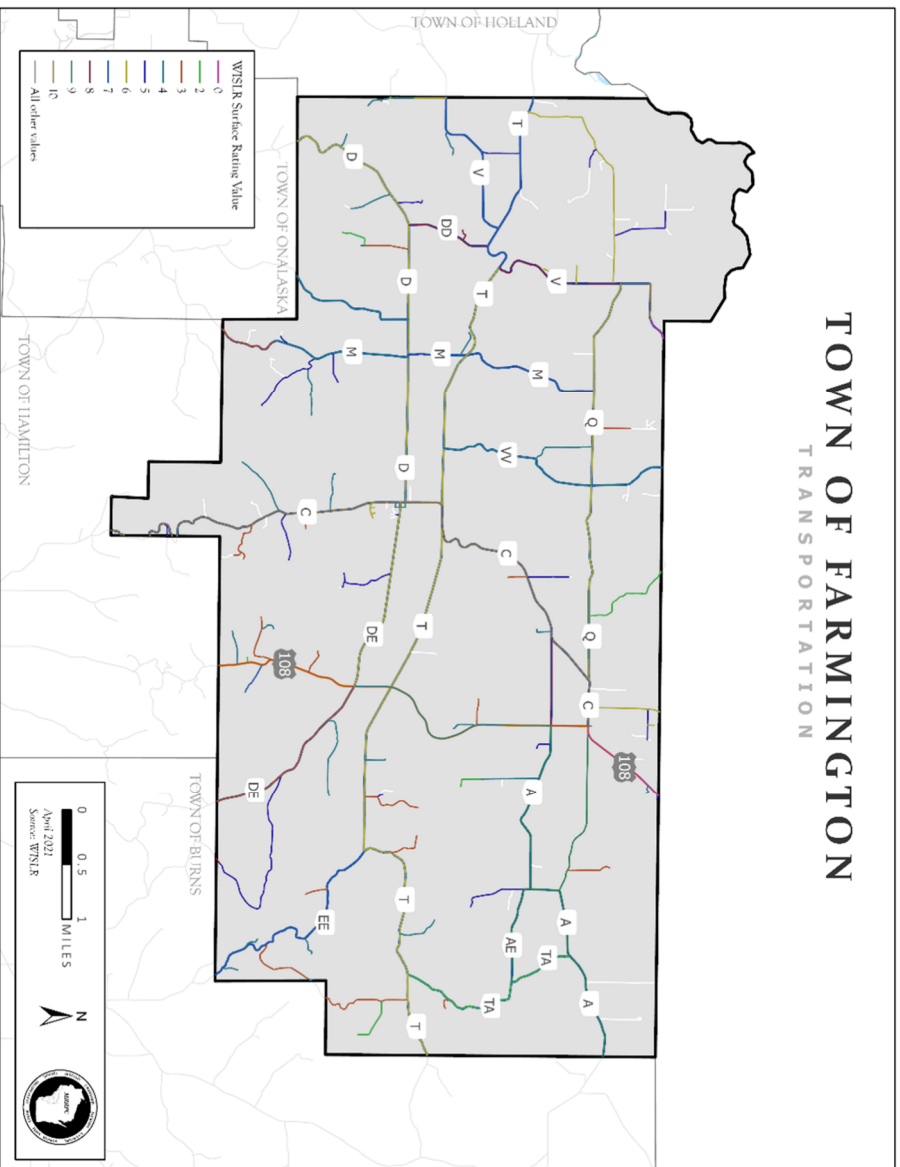 TOWN OF FARMINGTON
TRANSPORTATION
TOWN OF HOLLAND
TOWN OF ONALASKA
TOWN OF HAMILTON
TOWN OF BURNS
T
V
D
DD
V
T
D
M
M
M
Q
VV
D
C
C
Q
T
DE
108
C
108
A
DE
T
EE
A
AE
TA
TA
A
T
WISLR Surface Rating Value
0
2
3
4
5
6
7
8
9
10
All other values
0 0.5 1
MILES
April 2021
Source: WISLR
N